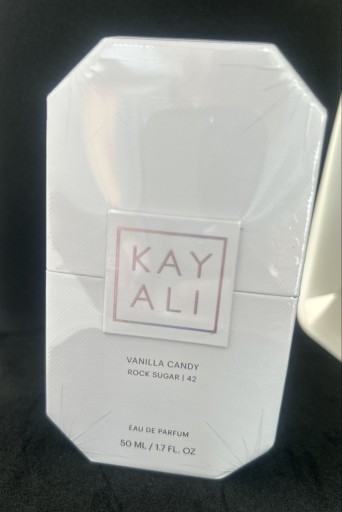 KAY
ALI
VANILLA CANDY
ROCK SUGAR | 42
EAU DE PARFUM
50 ML / 1.7 FL. OZ